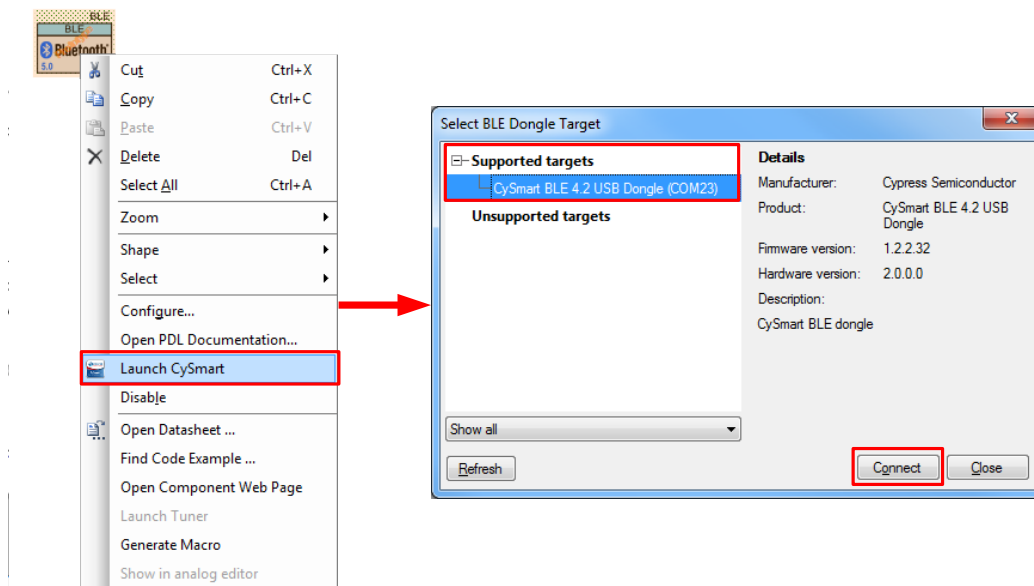 BLE
BLE
Bluetooth
5.0
Cut Ctrl+X
Copy Ctrl+C
Paste Ctrl+V
Delete Del
Select All Ctrl+A
Zoom
Shape
Select
Configure...
Open PDL Documentation...
Launch CySmart
Disable
Open Datasheet ...
Find Code Example ...
Open Component Web Page
Launch Tuner
Generate Macro
Show in analog editor
Select BLE Dongle Target
Supported targets
CySmart BLE 4.2 USB Dongle (COM23)
Unsupported targets
Show all
Refresh
Details
Manufacturer: Cypress Semiconductor
Product: CySmart BLE 4.2 USB
Dongle
Firmware version: 1.2.2.32
Hardware version: 2.0.0.0
Description:
CySmart BLE dongle
Connect
Close